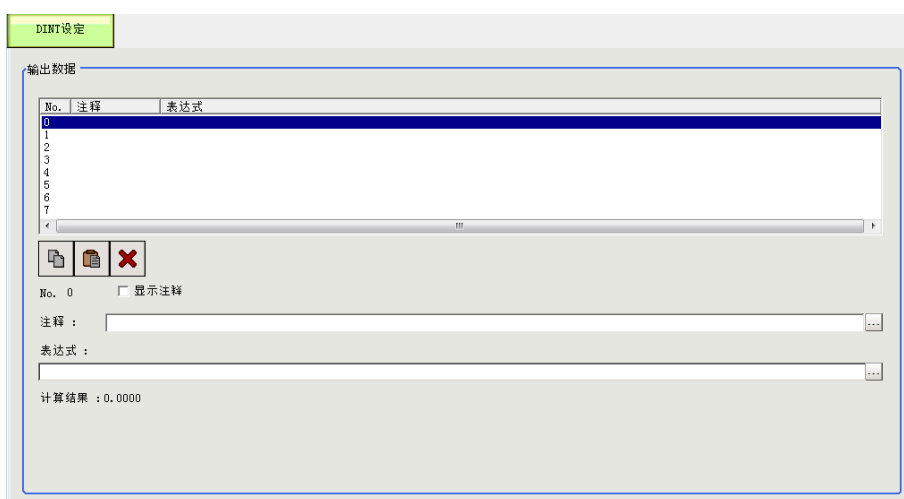 DINT设定
输出数据
No. 注释 表达式
0
1
2
3
4
5
6
7
No. 0 显示注释
注释 : ...
表达式 :
...
计算结果 :0.0000